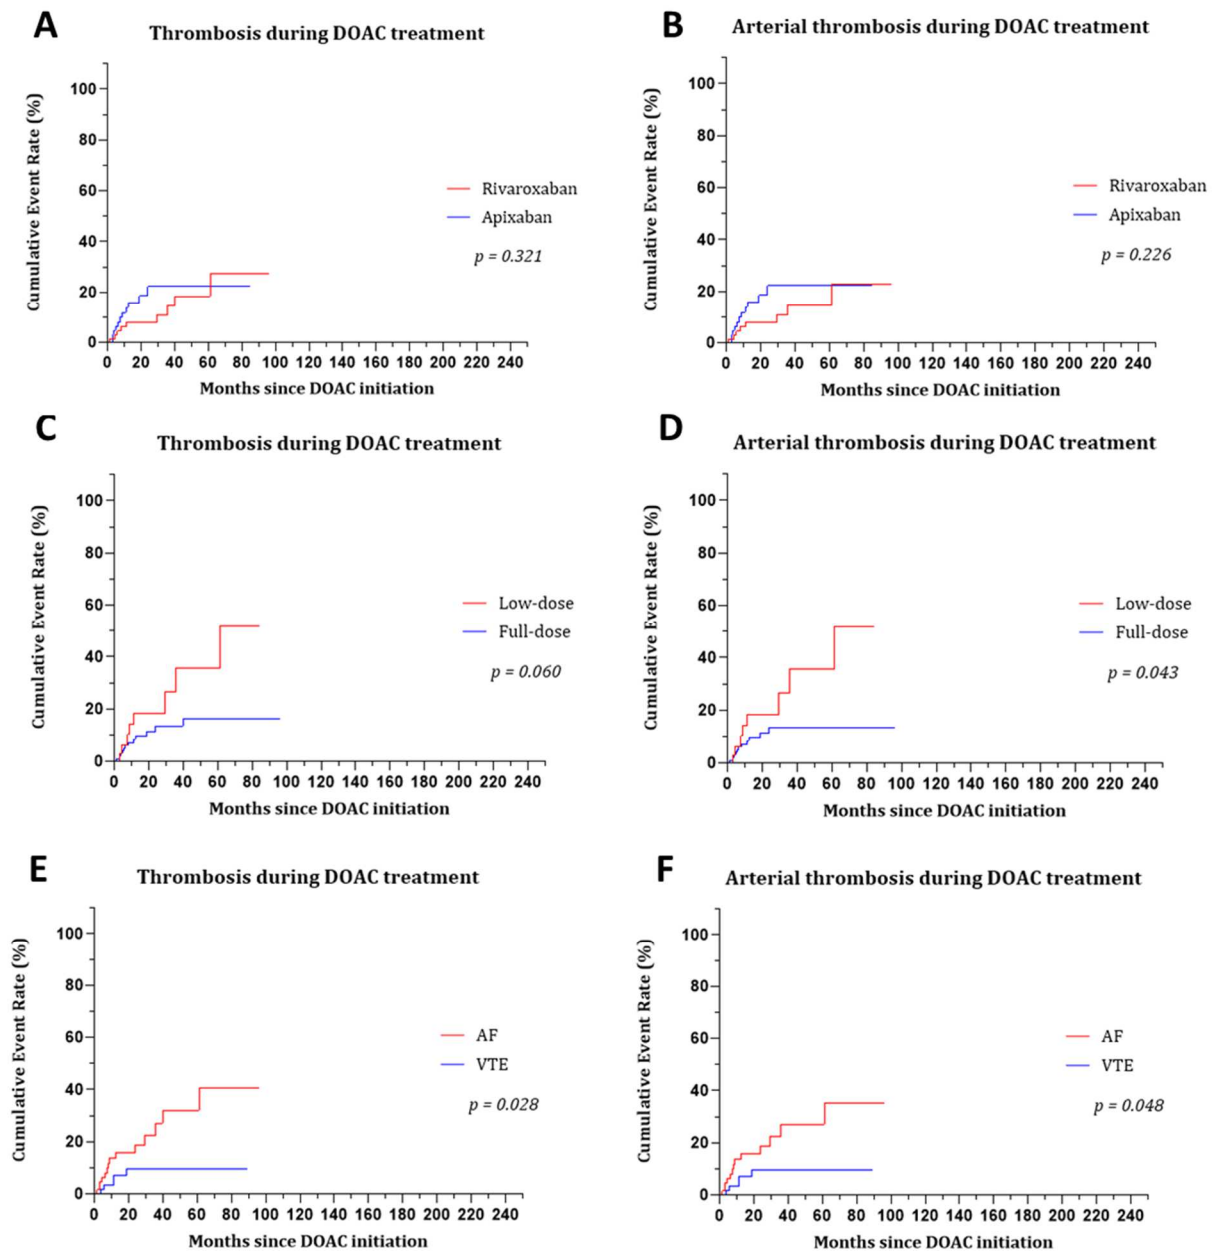 A
Thrombosis during DOAC treatment
Cumulative Event Rate (%)
100
80
60
40
20
0
Rivaroxaban
Apixaban
p = 0.321
0 20 40 60 80 100 120 140 160 180 200 220 240
Months since DOAC initiation
B
Arterial thrombosis during DOAC treatment
Cumulative Event Rate (%)
100
80
60
40
20
0
Rivaroxaban
Apixaban
p = 0.226
0 20 40 60 80 100 120 140 160 180 200 220 240
Months since DOAC initiation
C
Thrombosis during DOAC treatment
Cumulative Event Rate (%)
100
80
60
40
20
0
Low-dose
Full-dose
p = 0.060
0 20 40 60 80 100 120 140 160 180 200 220 240
Months since DOAC initiation
D
Arterial thrombosis during DOAC treatment
Cumulative Event Rate (%)
100
80
60
40
20
0
Low-dose
Full-dose
p = 0.043
0 20 40 60 80 100 120 140 160 180 200 220 240
Months since DOAC initiation
E
Thrombosis during DOAC treatment
Cumulative Event Rate (%)
100
80
60
40
20
0
AF
VTE
p = 0.028
0 20 40 60 80 100 120 140 160 180 200 220 240
Months since DOAC initiation
F
Arterial thrombosis during DOAC treatment
Cumulative Event Rate (%)
100
80
60
40
20
0
AF
VTE
p = 0.048
0 20 40 60 80 100 120 140 160 180 200 220 240
Months since DOAC initiation